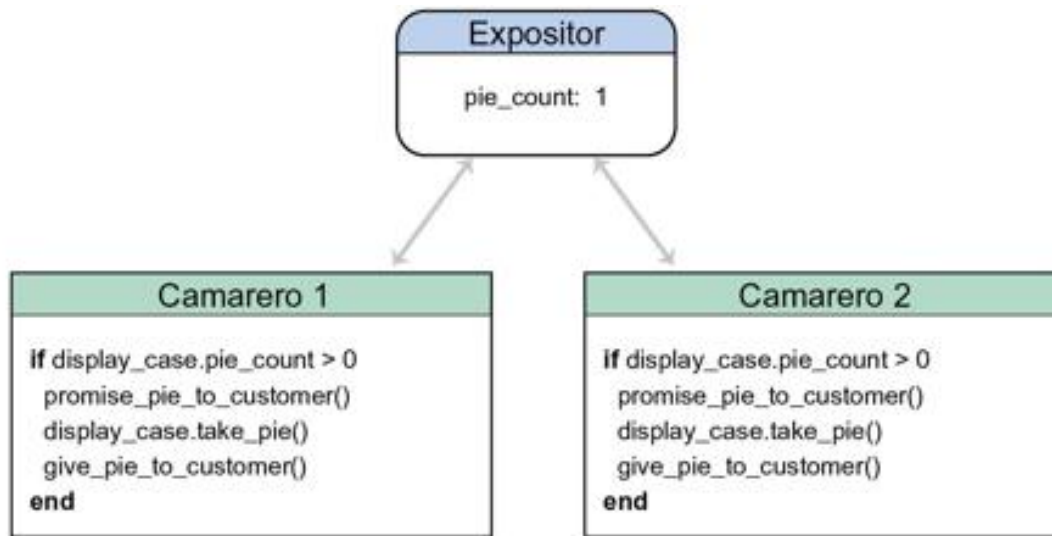 Expositor
pie_count: 1
Camarero 1
if display_case.pie_count > 0
promise_pie_to_customer()
display_case.take_pie()
give_pie_to_customer()
end
Camarero 2
if display_case.pie_count > 0
promise_pie_to_customer()
display_case.take_pie()
give_pie_to_customer()
end